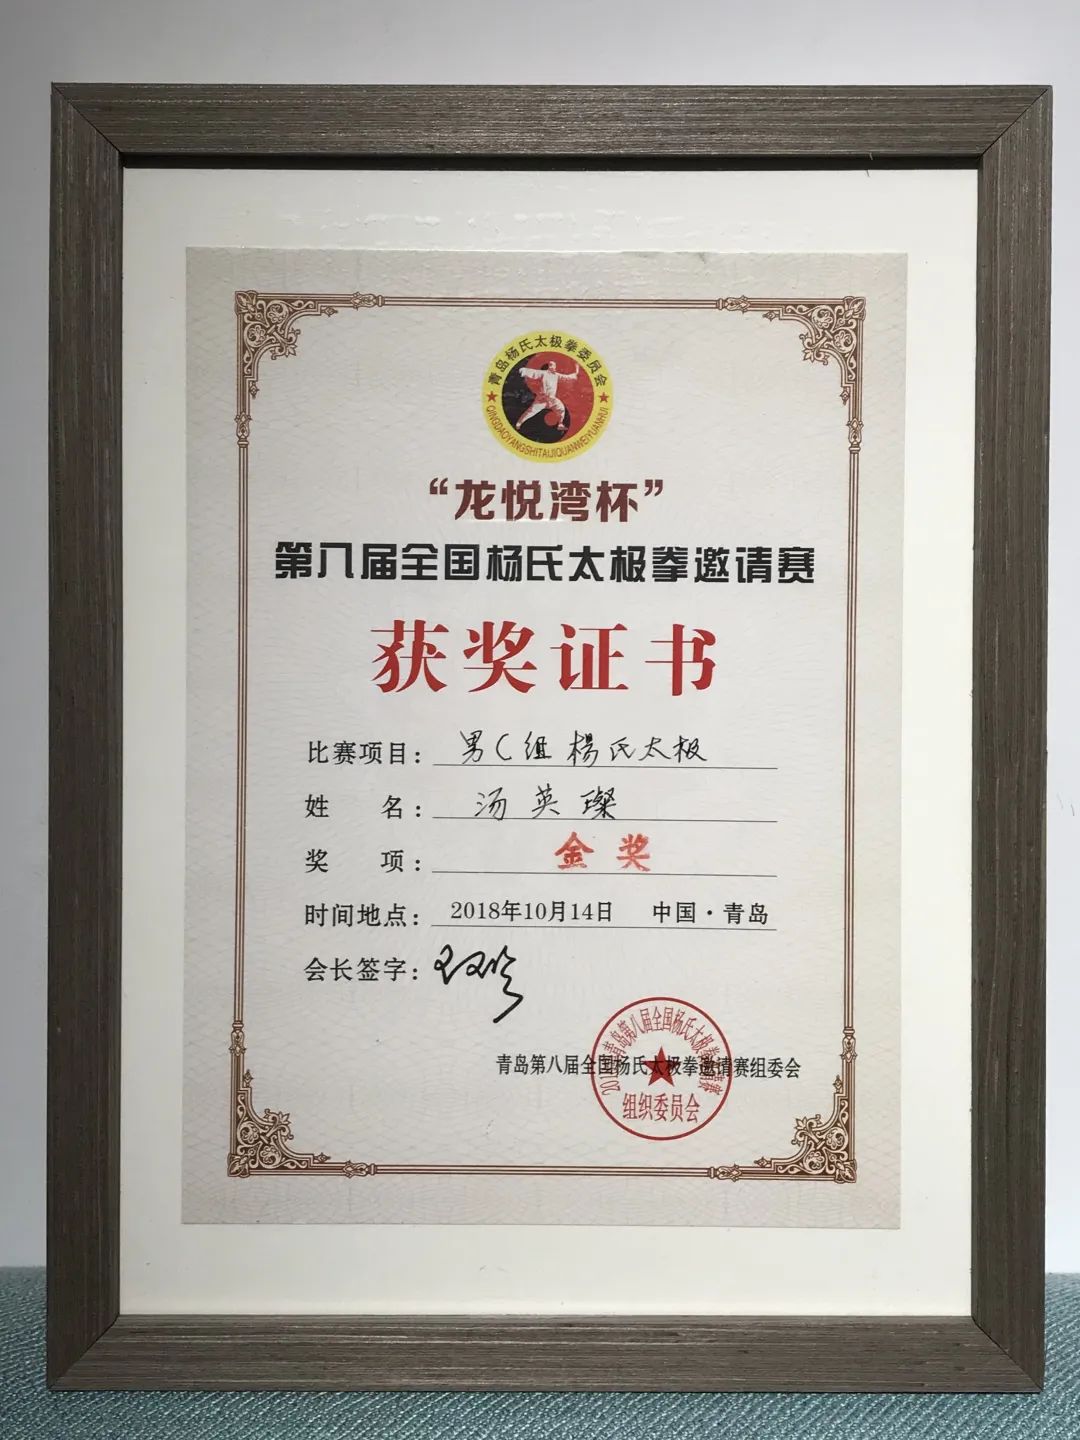 青岛杨氏太极拳委员会
QINGDAOYANGSHITAIJIQUANWEIYUANHUI
“龙悦湾杯”
第八届全国杨氏太极拳邀请赛
获奖证书
比赛项目：男C组 楊氏太极
姓名：汤英璨
奖项：金奖
时间地点：2018年10月14日 中国·青岛
会长签字：
青岛第八届全国杨氏太极拳邀请赛组委会
组织委员会